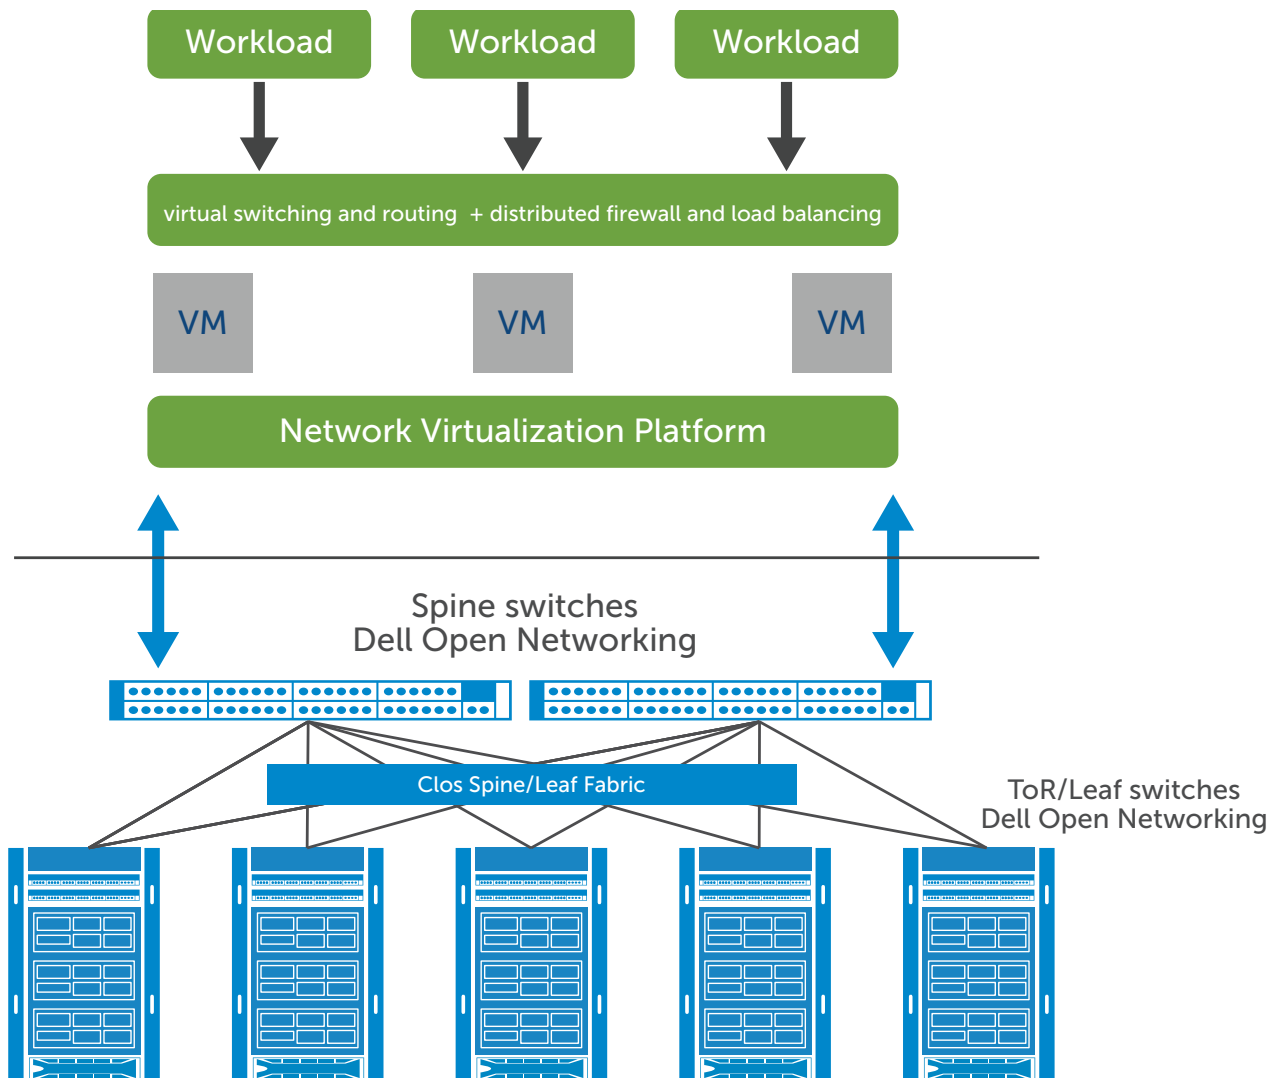 Workload
Workload
Workload
virtual switching and routing + distributed firewall and load balancing
VM
VM
VM
Network Virtualization Platform
Spine switches
Dell Open Networking
Clos Spine/Leaf Fabric
ToR/Leaf switches
Dell Open Networking